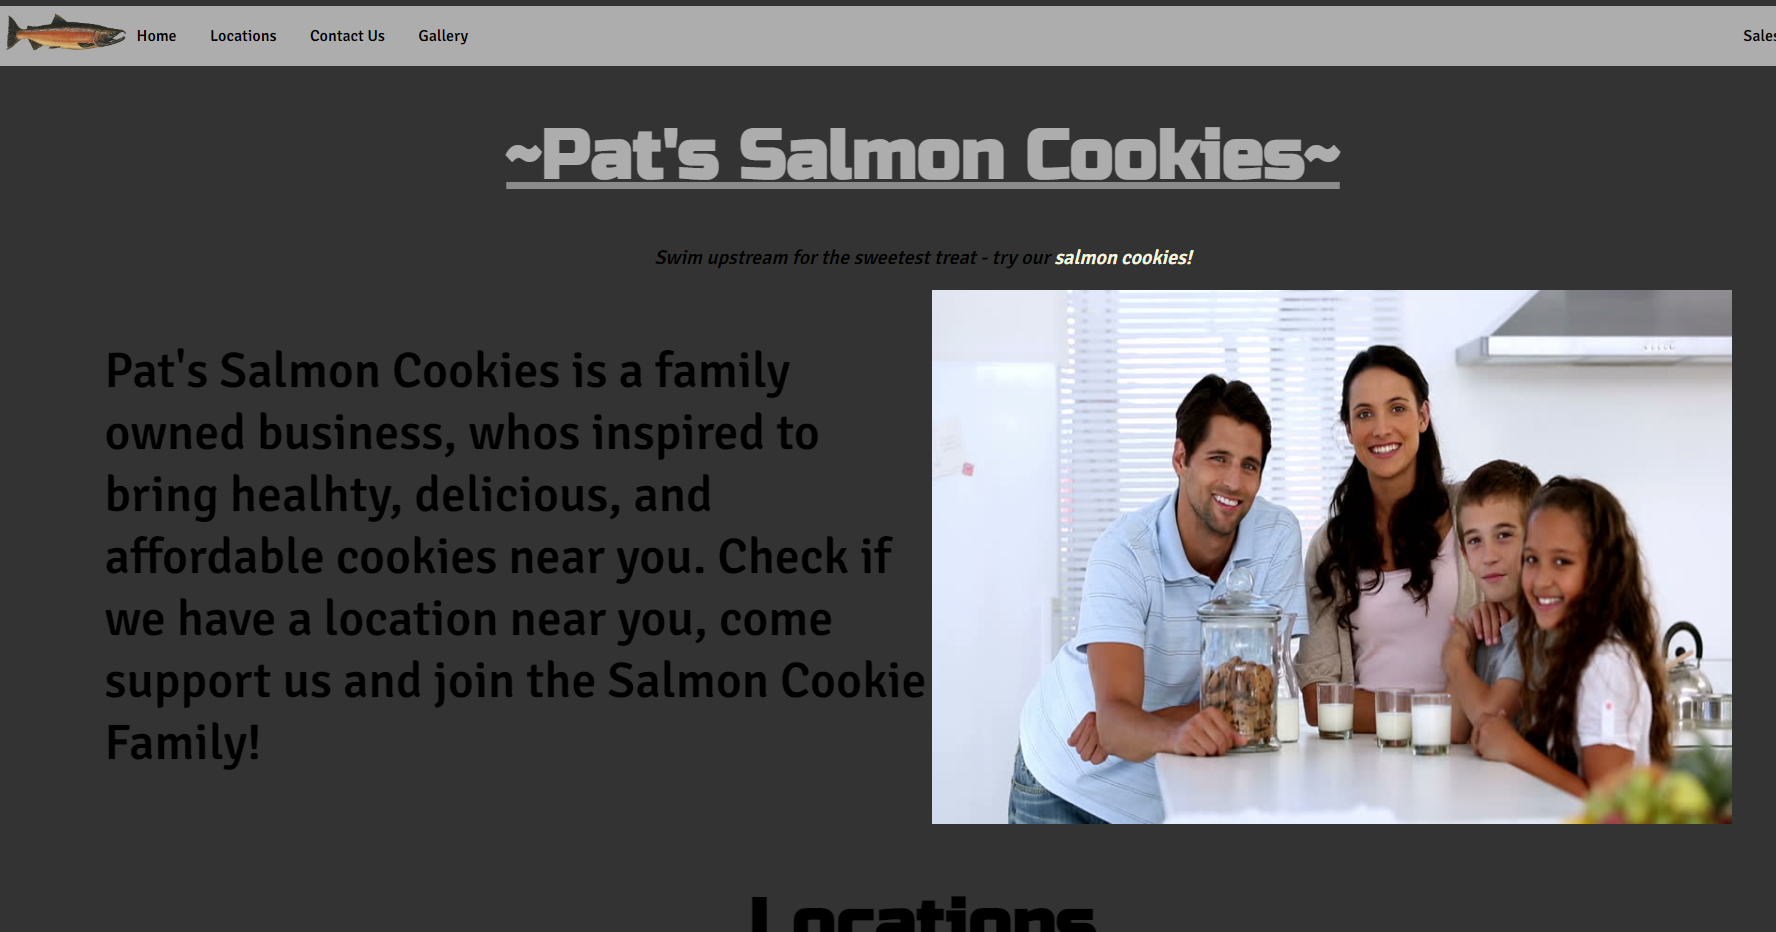 Home Locations Contact Us Gallery Sales
~Pat's Salmon Cookies~
Swim upstream for the sweetest treat - try our salmon cookies!
Pat's Salmon Cookies is a family
owned business, whos inspired to
bring healhty, delicious, and
affordable cookies near you. Check if
we have a location near you, come
support us and join the Salmon Cookie
Family!
Locations